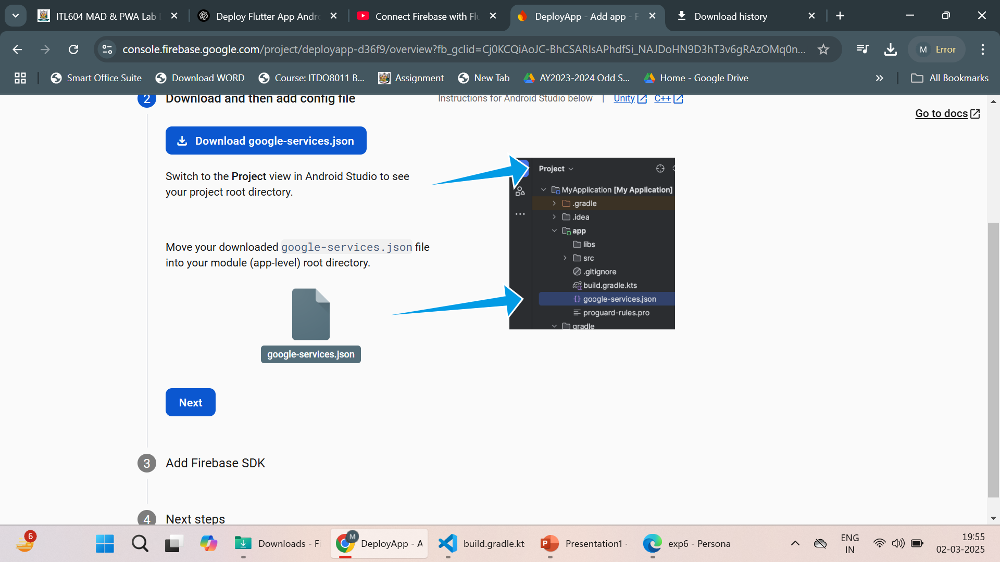 ITL604 MAD & PWA Lab
Deploy Flutter App Andro
Connect Firebase with Flu
DeployApp - Add app - F
Download history
console.firebase.google.com/project/deployapp-d36f9/overview?fb_gclid=Cj0KCQiAoJC-BhCSARIsAPhdfSi_NAJDoHN9D3hT3v6gRAzOMq0n...
M Error
Smart Office Suite
Download WORD
Course: ITDO8011 B...
Assignment
New Tab
AY2023-2024 Odd S...
Home - Google Drive
»
All Bookmarks
2 Download and then add config file
Instructions for Android Studio below | Unity C++
Go to docs
Download google-services.json
Switch to the Project view in Android Studio to see
your project root directory.
Move your downloaded google-services.json file
into your module (app-level) root directory.
google-services.json
Project
MyApplication [My Application]
.gradle
.idea
app
libs
src
.gitignore
build.gradle.kts
google-services.json
proguard-rules.pro
gradle
Next
3 Add Firebase SDK
4 Next steps
6
Downloads - Fi
M
DeployApp - A
build.gradle.kt
Presentation1 -
exp6 - Persona
ENG
IN
19:55
02-03-2025